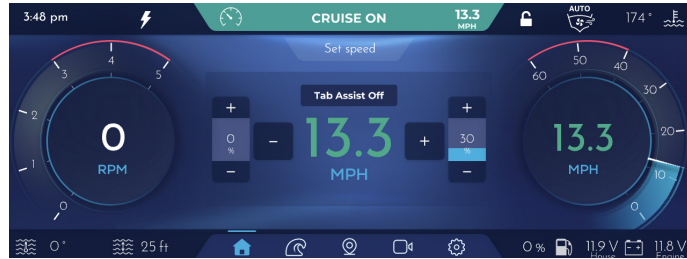 3:48 pm
CRUISE ON
13.3
MPH
AUTO
174°
Set speed
Tab Assist Off
3
4
5
2
1
0
0
RPM
+
0
%
−
−
13.3
MPH
+
+
30
%
−
60
50
40
30
20
10
0
13.3
MPH
0°
25 ft
0 %
11.9 V
House
11.8 V
Engine